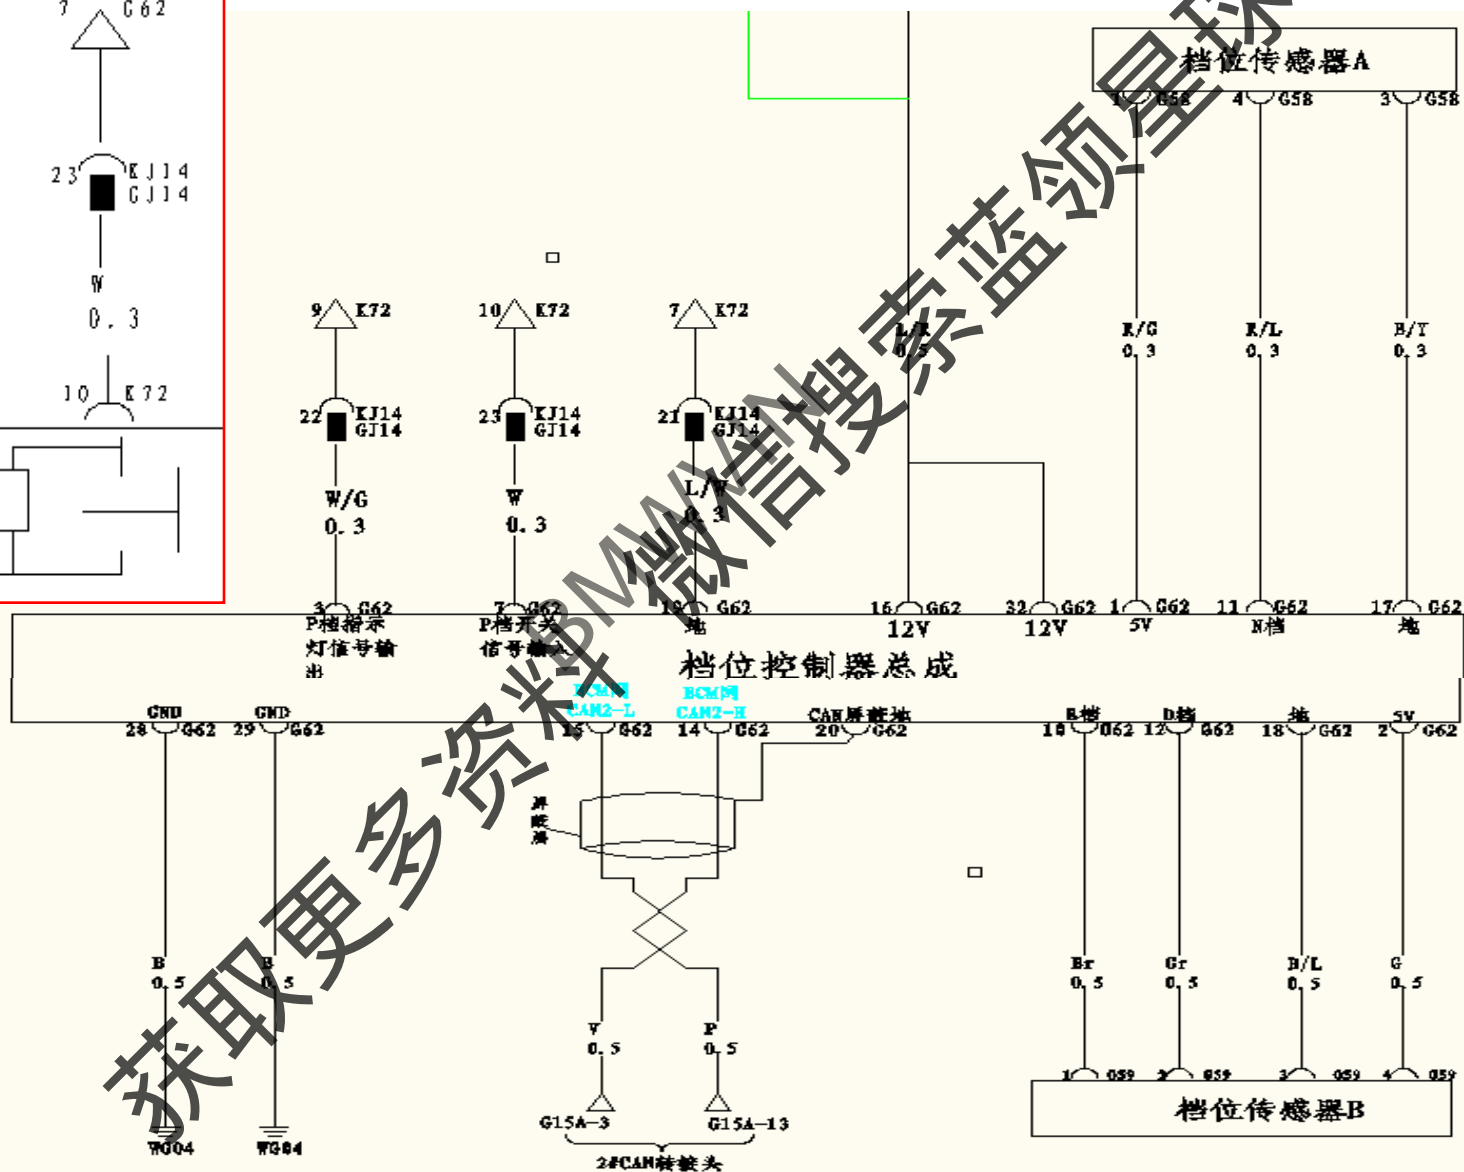 7 G62
23 KJ14
GJ14
W
0.3
10 K72
档位传感器A
1 G58 4 G58 3 G58
9 K72 10 K72 7 K72
L/R
0.5
R/G
0.3
R/L
0.3
B/Y
0.3
22 KJ14
GJ14
23 KJ14
GJ14
21 KJ14
GJ14
W/G
0.3
W
0.3
L/W
0.3
3 G62 7 G62 19 G62 16 G62 32 G62 1 G62 11 G62 17 G62
P档指示
灯信号输
出
P档开关
信号输入
地
12V 12V 5V N档 地
档位控制器总成
GND GND
ECM网
CAN2-L
ECM网
CAN2-H
CAN屏蔽地
R档 D档 地 5V
28 G62 29 G62 15 G62 14 G62 20 G62 10 G62 12 G62 18 G62 2 G62
屏
蔽
层
B
0.5
B
0.5
V
0.5
P
0.5
Br
0.5
Gr
0.5
B/L
0.5
G
0.5
WG04 WG04
G15A-3 G15A-13
2#CAN转接头
1 G59 2 G59 3 G59 4 G59
档位传感器B
获取更多资料 微信搜索蓝领星球